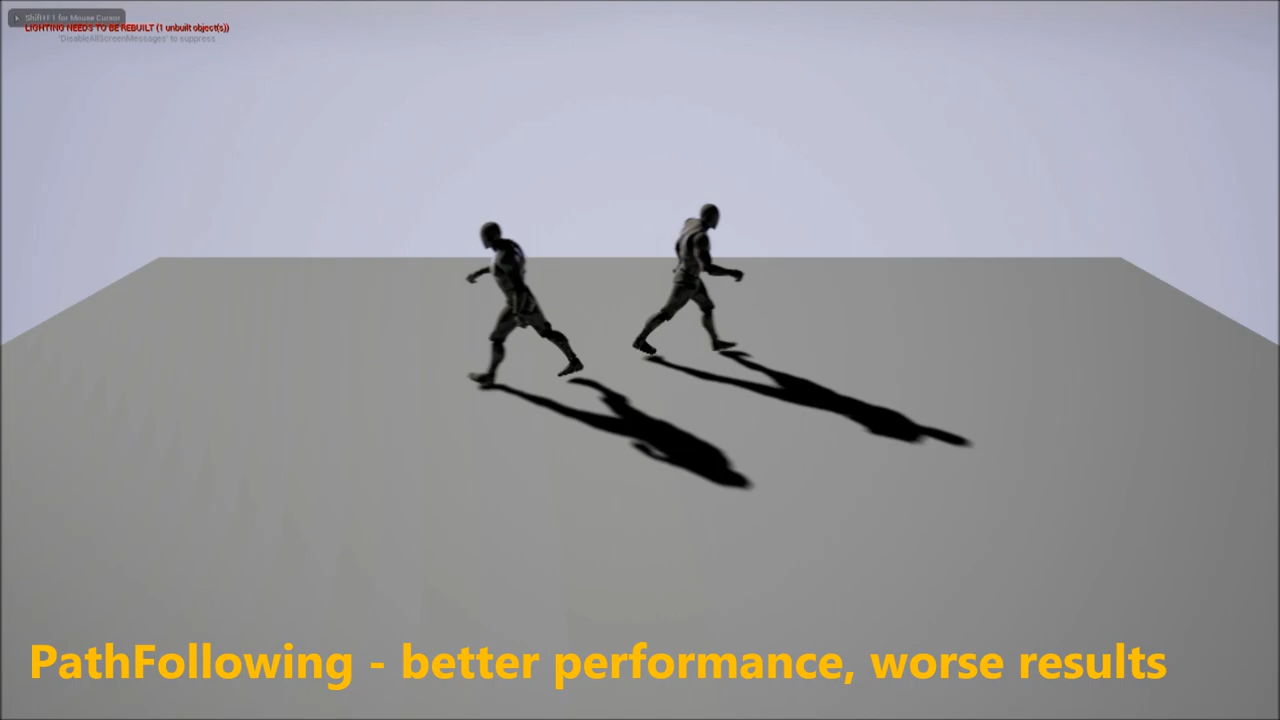 Shift+F1 for Mouse Cursor
LIGHTING NEEDS TO BE REBUILT (1 unbuilt object(s))
'DisableAllScreenMessages' to suppress
PathFollowing - better performance, worse results